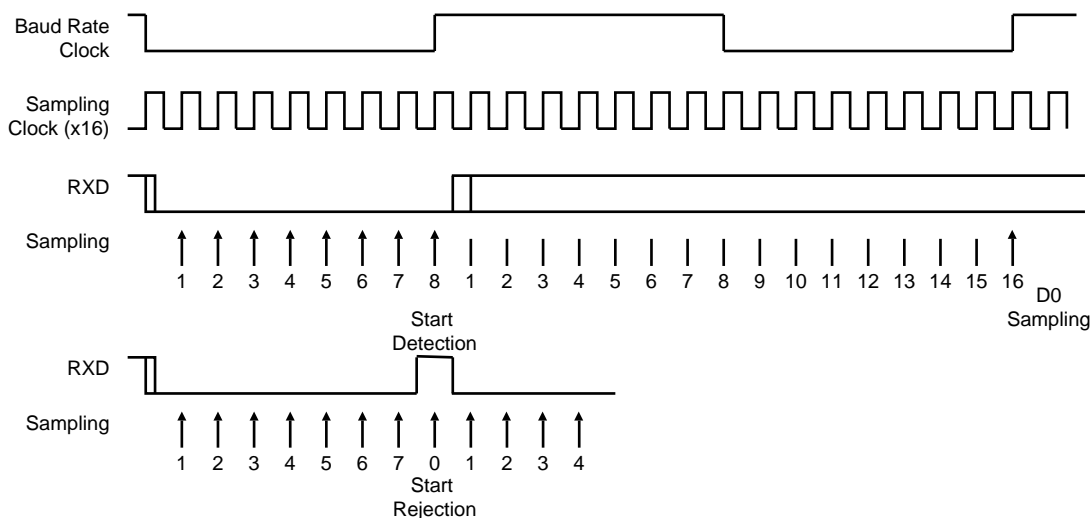 Baud Rate
Clock
Sampling
Clock (x16)
RXD
Sampling
1 2 3 4 5 6 7 8 1 2 3 4 5 6 7 8 9 10 11 12 13 14 15 16
D0
Sampling
Start
Detection
RXD
Sampling
1 2 3 4 5 6 7 0 1 2 3 4
Start
Rejection